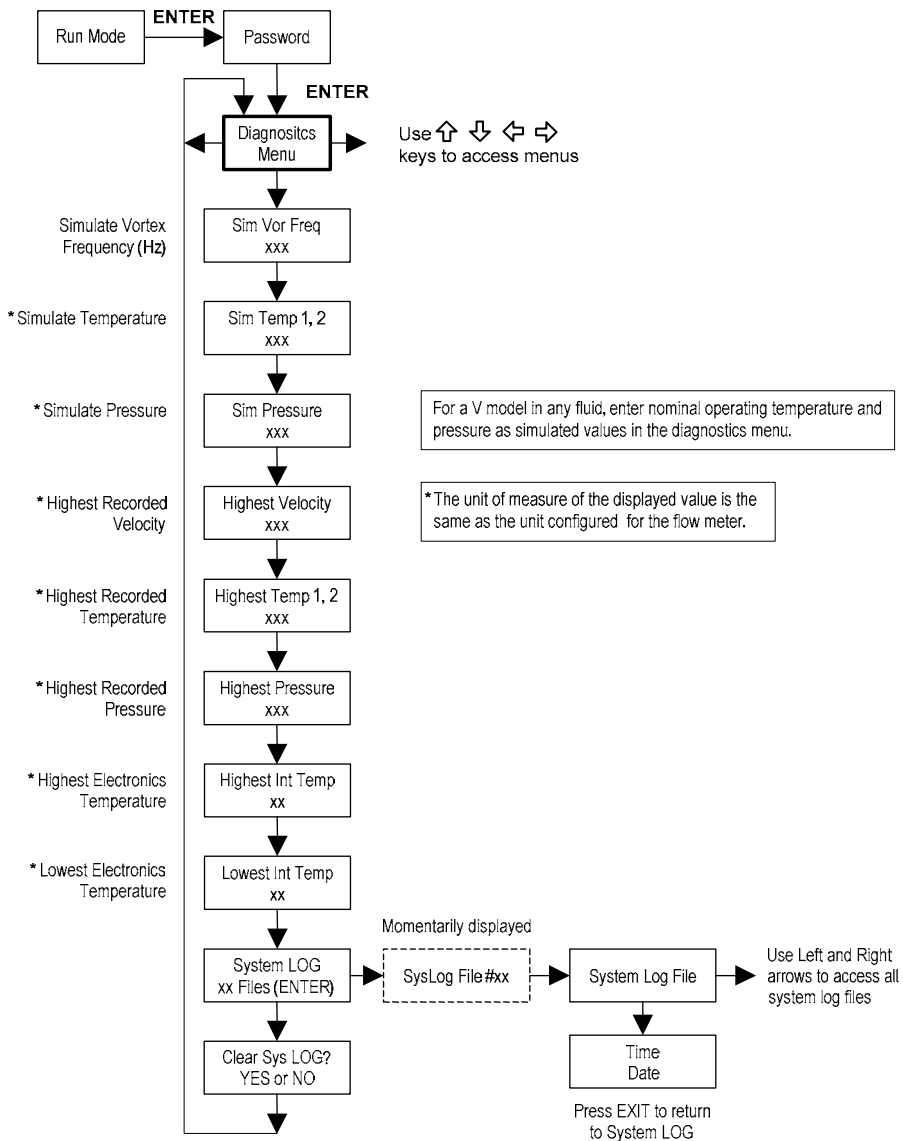 ENTER
Run Mode
Password
ENTER
Diagnositcs
Menu
Use
keys to access menus
Simulate Vortex
Frequency (Hz)
Sim Vor Freq
xxx
* Simulate Temperature
Sim Temp 1, 2
xxx
* Simulate Pressure
Sim Pressure
xxx
For a V model in any fluid, enter nominal operating temperature and
pressure as simulated values in the diagnostics menu.
* Highest Recorded
Velocity
Highest Velocity
xxx
* The unit of measure of the displayed value is the
same as the unit configured for the flow meter.
* Highest Recorded
Temperature
Highest Temp 1, 2
xxx
* Highest Recorded
Pressure
Highest Pressure
xxx
* Highest Electronics
Temperature
Highest Int Temp
xx
* Lowest Electronics
Temperature
Lowest Int Temp
xx
Momentarily displayed
System LOG
xx Files (ENTER)
SysLog File #xx
System Log File
Use Left and Right
arrows to access all
system log files
Clear Sys LOG?
YES or NO
Time
Date
Press EXIT to return
to System LOG